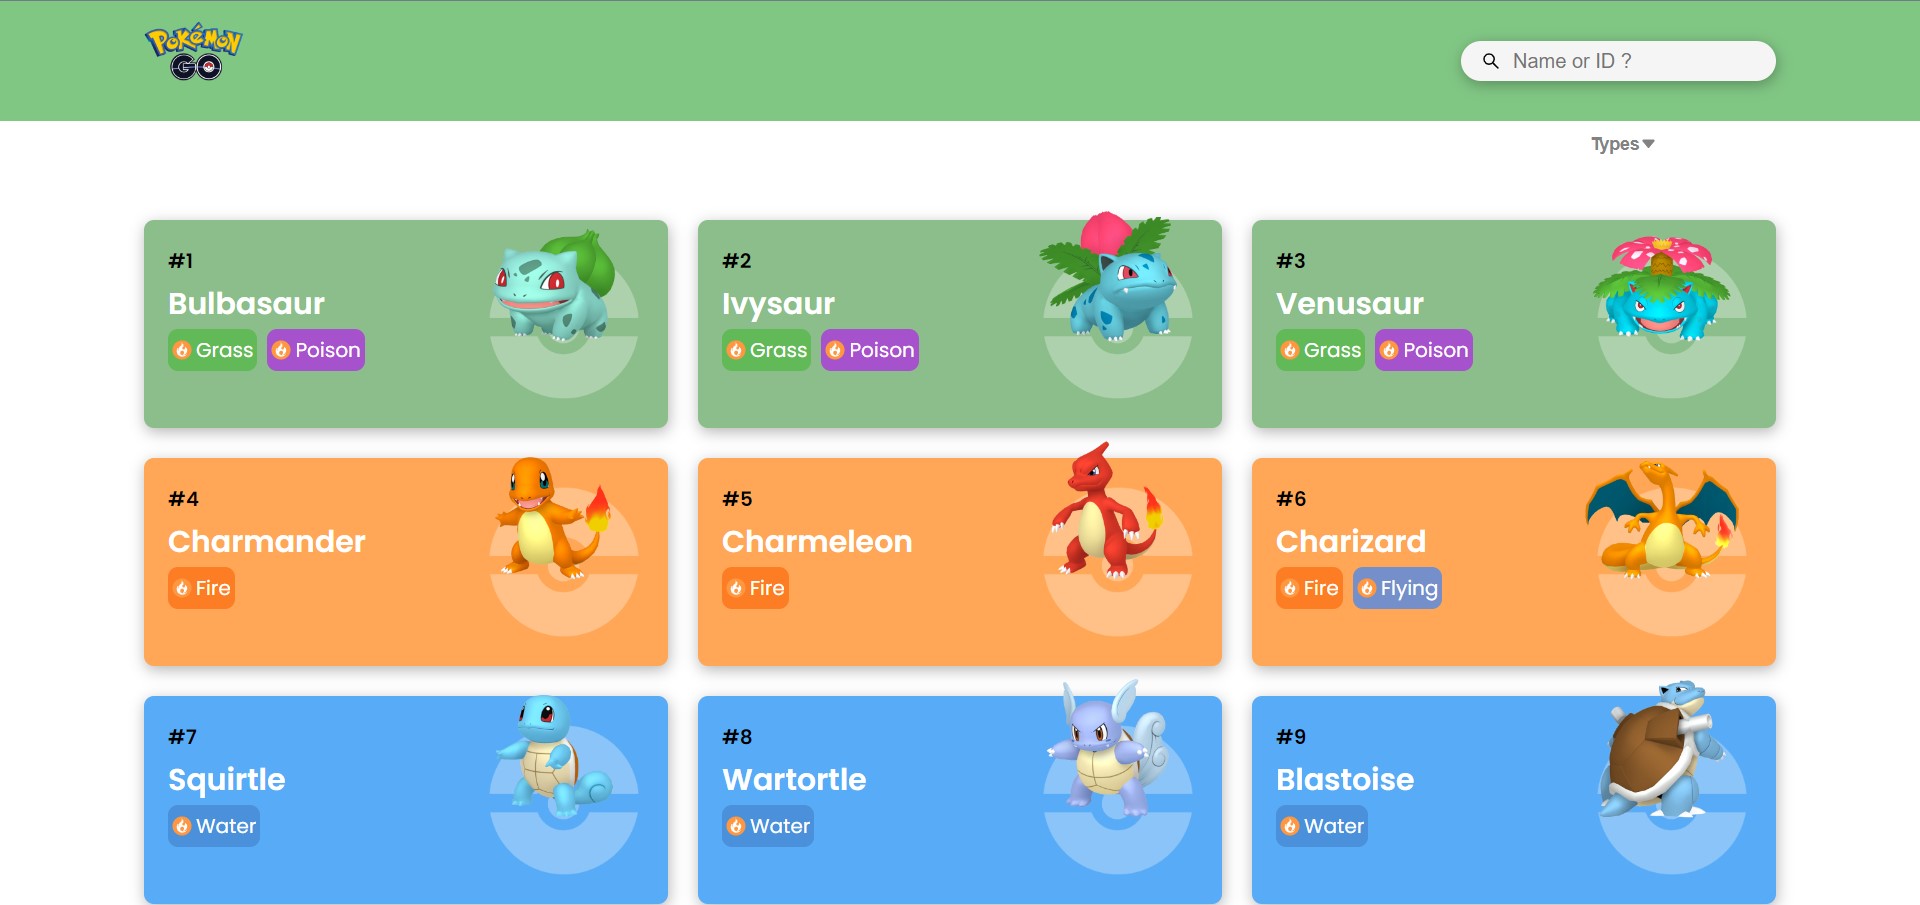 POKÉMON
GO
Name or ID ?
Types
#1
Bulbasaur
Grass Poison
#2
Ivysaur
Grass Poison
#3
Venusaur
Grass Poison
#4
Charmander
Fire
#5
Charmeleon
Fire
#6
Charizard
Fire Flying
#7
Squirtle
Water
#8
Wartortle
Water
#9
Blastoise
Water